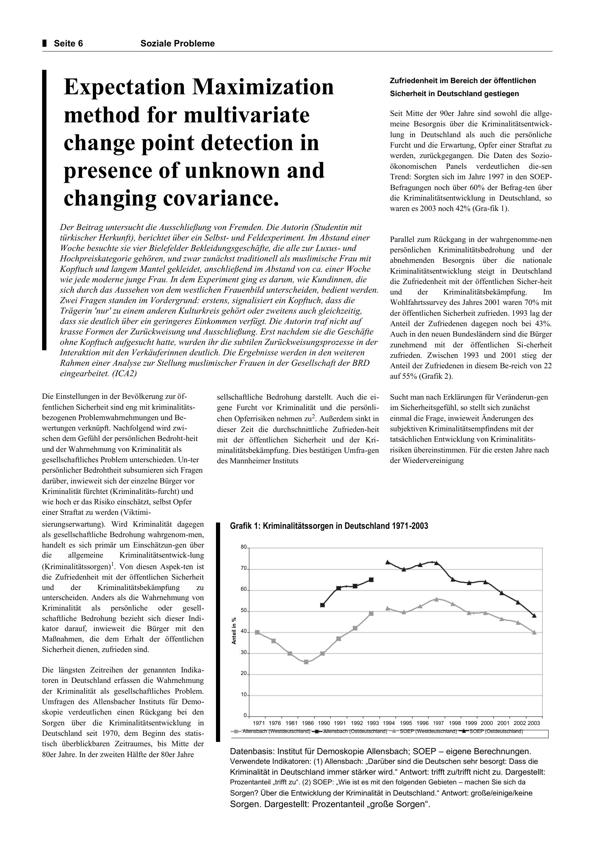 Seite 6 Soziale Probleme
Expectation Maximization
method for multivariate
change point detection in
presence of unknown and
changing covariance.
Der Beitrag untersucht die Ausschließung von Fremden. Die Autorin (Studentin mit
türkischer Herkunft), berichtet über ein Selbst- und Feldexperiment. Im Abstand einer
Woche besuchte sie vier Bielefelder Bekleidungsgeschäfte, die alle zur Luxus- und
Hochpreiskategorie gehören, und zwar zunächst traditionell als muslimische Frau mit
Kopftuch und langem Mantel gekleidet, anschließend im Abstand von ca. einer Woche
wie jede moderne junge Frau. In dem Experiment ging es darum, wie Kundinnen, die
sich durch das Aussehen von dem westlichen Frauenbild unterscheiden, bedient werden.
Zwei Fragen standen im Vordergrund: erstens, signalisiert ein Kopftuch, dass die
Trägerin 'nur' zu einem anderen Kulturkreis gehört oder zweitens auch gleichzeitig,
dass sie deutlich über ein geringeres Einkommen verfügt. Die Autorin traf nicht auf
krasse Formen der Zurückweisung und Ausschließung. Erst nachdem sie die Geschäfte
ohne Kopftuch aufgesucht hatte, wurden ihr die subtilen Zurückweisungsprozesse in der
Interaktion mit den Verkäuferinnen deutlich. Die Ergebnisse werden in den weiteren
Rahmen einer Analyse zur Stellung muslimischer Frauen in der Gesellschaft der BRD
eingearbeitet. (ICA2)
Die Einstellungen in der Bevölkerung zur öf-
fentlichen Sicherheit sind eng mit kriminalitäts-
bezogenen Problemwahrnehmungen und Be-
wertungen verknüpft. Nachfolgend wird zwi-
schen dem Gefühl der persönlichen Bedroht-heit
und der Wahrnehmung von Kriminalität als
gesellschaftliches Problem unterschieden. Un-ter
persönlicher Bedrohtheit subsumieren sich Fragen
darüber, inwieweit sich der einzelne Bürger vor
Kriminalität fürchtet (Kriminalitäts-furcht) und
wie hoch er das Risiko einschätzt, selbst Opfer
einer Straftat zu werden (Viktimi-
sierungserwartung). Wird Kriminalität dagegen
als gesellschaftliche Bedrohung wahrgenom-men,
handelt es sich primär um Einschätzun-gen über
die allgemeine Kriminalitätsentwick-lung
(Kriminalitätssorgen)1. Von diesen Aspek-ten ist
die Zufriedenheit mit der öffentlichen Sicherheit
und der Kriminalitätsbekämpfung zu
unterscheiden. Anders als die Wahrnehmung von
Kriminalität als persönliche oder gesell-
schaftliche Bedrohung bezieht sich dieser Indi-
kator darauf, inwieweit die Bürger mit den
Maßnahmen, die dem Erhalt der öffentlichen
Sicherheit dienen, zufrieden sind.
Die längsten Zeitreihen der genannten Indika-
toren in Deutschland erfassen die Wahrnehmung
der Kriminalität als gesellschaftliches Problem.
Umfragen des Allensbacher Instituts für Demo-
skopie verdeutlichen einen Rückgang bei den
Sorgen über die Kriminalitätsentwicklung in
Deutschland seit 1970, dem Beginn des statis-
tisch überblickbaren Zeitraumes, bis Mitte der
80er Jahre. In der zweiten Hälfte der 80er Jahre
sellschaftliche Bedrohung darstellt. Auch die ei-
gene Furcht vor Kriminalität und die persönli-
chen Opferrisiken nehmen zu2. Außerdem sinkt in
dieser Zeit die durchschnittliche Zufrieden-heit
mit der öffentlichen Sicherheit und der Kri-
minalitätsbekämpfung. Dies bestätigen Umfra-gen
des Mannheimer Instituts
Zufriedenheit im Bereich der öffentlichen
Sicherheit in Deutschland gestiegen
Seit Mitte der 90er Jahre sind sowohl die allge-
meine Besorgnis über die Kriminalitätsentwick-
lung in Deutschland als auch die persönliche
Furcht und die Erwartung, Opfer einer Straftat zu
werden, zurückgegangen. Die Daten des Sozio-
ökonomischen Panels verdeutlichen die-sen
Trend: Sorgten sich im Jahre 1997 in den SOEP-
Befragungen noch über 60% der Befrag-ten über
die Kriminalitätsentwicklung in Deutschland, so
waren es 2003 noch 42% (Gra-fik 1).
Parallel zum Rückgang in der wahrgenomme-nen
persönlichen Kriminalitätsbedrohung und der
abnehmenden Besorgnis über die nationale
Kriminalitätsentwicklung steigt in Deutschland
die Zufriedenheit mit der öffentlichen Sicher-heit
und der Kriminalitätsbekämpfung. Im
Wohlfahrtssurvey des Jahres 2001 waren 70% mit
der öffentlichen Sicherheit zufrieden. 1993 lag der
Anteil der Zufriedenen dagegen noch bei 43%.
Auch in den neuen Bundesländern sind die Bürger
zunehmend mit der öffentlichen Si-cherheit
zufrieden. Zwischen 1993 und 2001 stieg der
Anteil der Zufriedenen in diesem Be-reich von 22
auf 55% (Grafik 2).
Sucht man nach Erklärungen für Veränderun-gen
im Sicherheitsgefühl, so stellt sich zunächst
einmal die Frage, inwieweit Änderungen des
subjektiven Kriminalitätsempfindens mit der
tatsächlichen Entwicklung von Kriminalitäts-
risiken übereinstimmen. Für die ersten Jahre nach
der Wiedervereinigung
Grafik 1: Kriminalitätssorgen in Deutschland 1971-2003
Anteil in %
80
70
60
50
40
30
20
10
0
1971 1976 1981 1986 1990 1991 1992 1993 1994 1995 1996 1997 1998 1999 2000 2001 2002 2003
Allensbach (Westdeutschland) Allensbach (Ostdeutschland) SOEP (Westdeutschland) SOEP (Ostdeutschland)
Datenbasis: Institut für Demoskopie Allensbach; SOEP – eigene Berechnungen.
Verwendete Indikatoren: (1) Allensbach: „Darüber sind die Deutschen sehr besorgt: Dass die
Kriminalität in Deutschland immer stärker wird.“ Antwort: trifft zu/trifft nicht zu. Dargestellt:
Prozentanteil „trifft zu“. (2) SOEP: „Wie ist es mit den folgenden Gebieten – machen Sie sich da
Sorgen? Über die Entwicklung der Kriminalität in Deutschland.“ Antwort: große/einige/keine
Sorgen. Dargestellt: Prozentanteil „große Sorgen“.